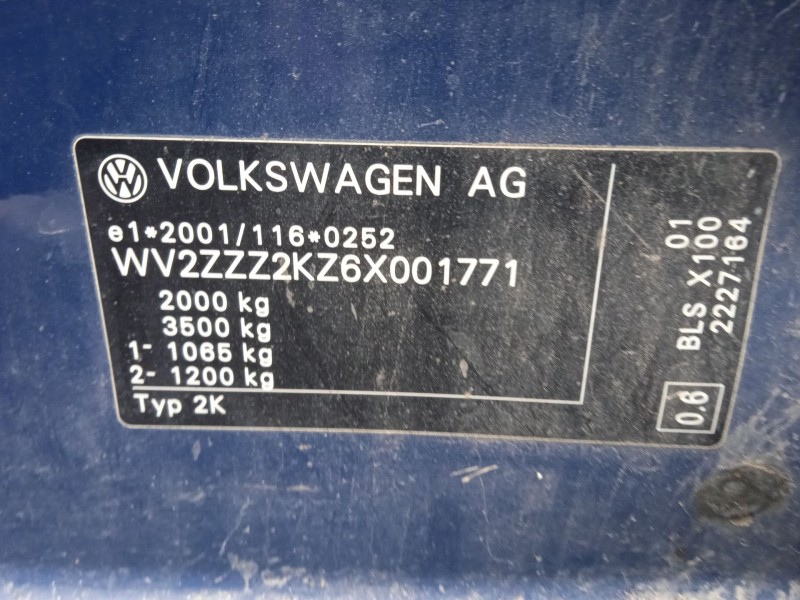 VOLKSWAGEN AG
e1*2001/116*0252
WV2ZZZ2KZ6X001771
2000 kg
3500 kg
1- 1065 kg
2- 1200 kg
Typ 2K
01
BLS X100
2227164
0.6